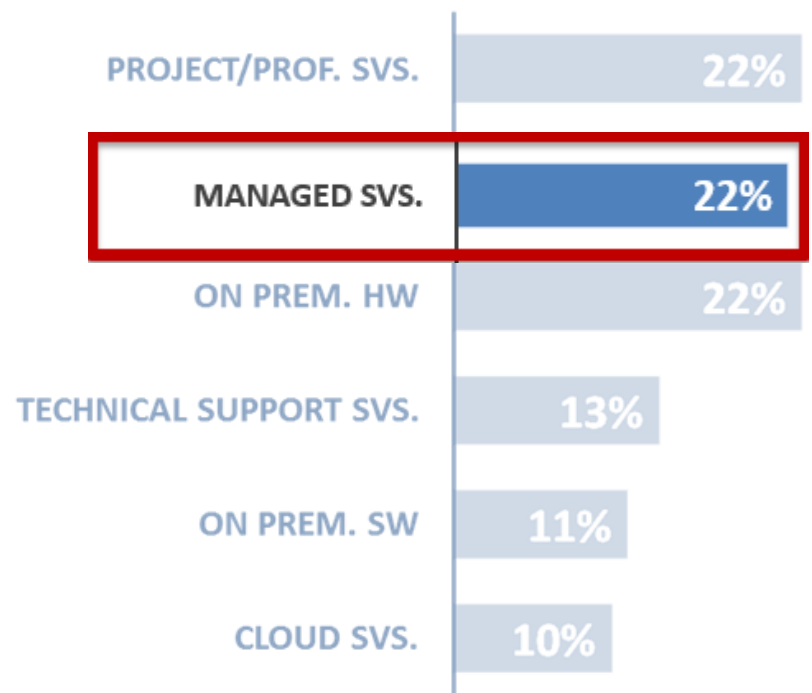 PROJECT/PROF. SVS. 22%
MANAGED SVS. 22%
ON PREM. HW 22%
TECHNICAL SUPPORT SVS. 13%
ON PREM. SW 11%
CLOUD SVS. 10%